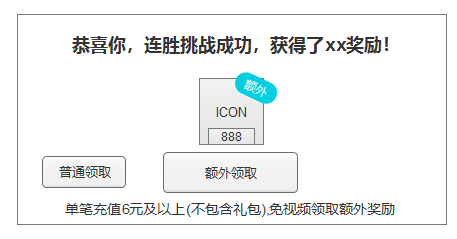 恭喜你，连胜挑战成功，获得了xx奖励！
额外
ICON
888
普通领取
额外领取
单笔充值6元及以上(不包含礼包),免视频领取额外奖励